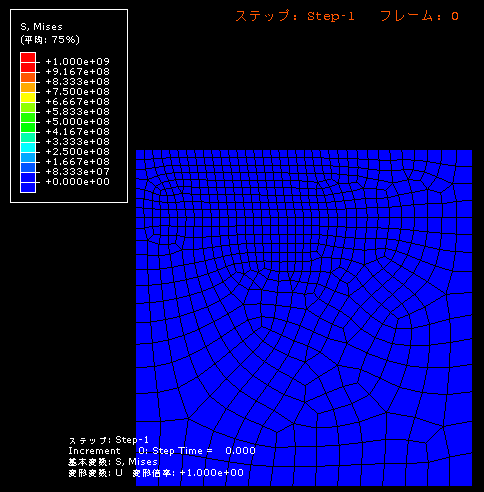 ステップ: Step-1 フレーム: 0
S, Mises
(平均: 75%)
+1.000e+09
+9.167e+08
+8.333e+08
+7.500e+08
+6.667e+08
+5.833e+08
+5.000e+08
+4.167e+08
+3.333e+08
+2.500e+08
+1.667e+08
+8.333e+07
+0.000e+00
ステップ: Step-1
Increment 0: Step Time = 0.000
基本変数: S, Mises
変形変数: U 変形倍率: +1.000e+00